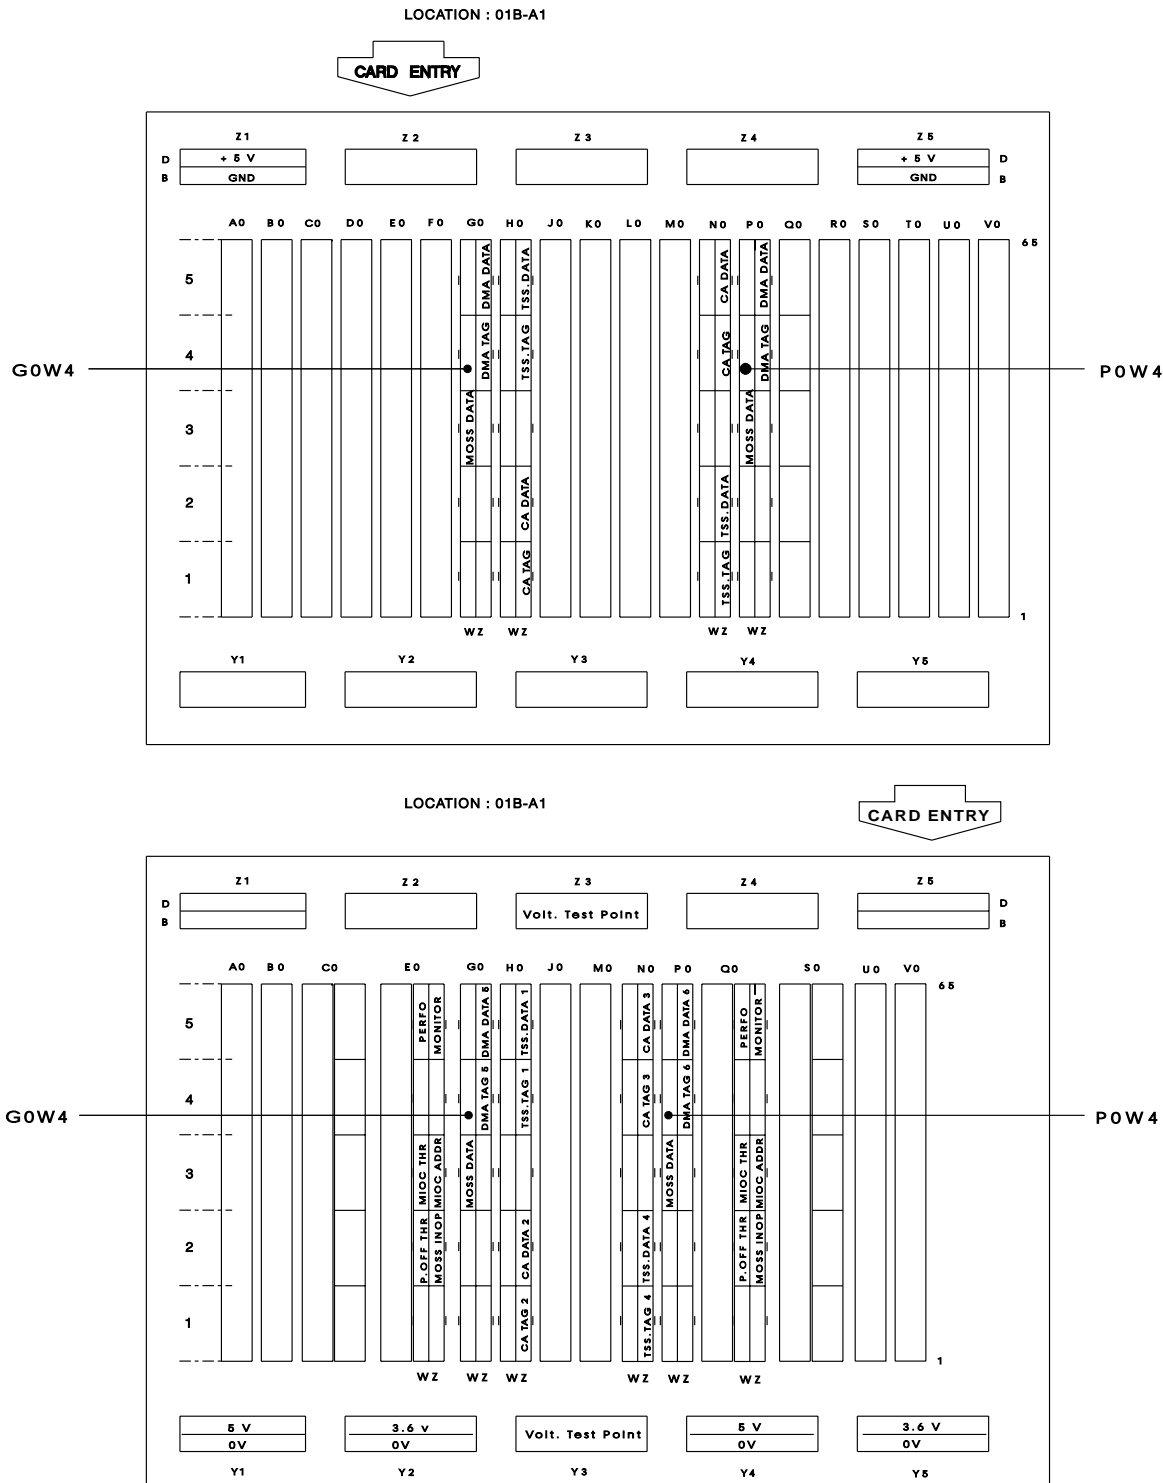 LOCATION : 01B-A1
CARD ENTRY
Z1 Z2 Z3 Z4 Z5
D + 5 V + 5 V D
B GND GND B
A0 B0 C0 D0 E0 F0 G0 H0 J0 K0 L0 M0 N0 P0 Q0 R0 S0 T0 U0 V0
65
5 DMA DATA TSS.DATA CA DATA DMA DATA
4 DMA TAG TSS.TAG CA TAG DMA TAG
G0W4 P0W4
3 MOSS DATA MOSS DATA
2 CA DATA TSS.DATA
1 CA TAG TSS.TAG
1
WZ WZ WZ WZ
Y1 Y2 Y3 Y4 Y5
LOCATION : 01B-A1
CARD ENTRY
Z1 Z2 Z3 Z4 Z5
D D
Volt. Test Point
B B
A0 B0 C0 E0 G0 H0 J0 M0 N0 P0 Q0 S0 U0 V0
65
5 PERFO MONITOR DMA DATA 5 TSS.DATA 1 CA DATA 3 DMA DATA 6 PERFO MONITOR
4 DMA TAG 5 TSS.TAG 1 CA TAG 3 DMA TAG 6
G0W4 P0W4
3 MIOC THR MIOC ADDR MOSS DATA MOSS DATA MIOC THR MIOC ADDR
2 P.OFF THR MOSS INOP CA DATA 2 TSS.DATA 4 P.OFF THR MOSS INOP
1 CA TAG 2 TSS.TAG 4
1
WZ WZ WZ WZ WZ WZ
5 V 3.6 v Volt. Test Point 5 V 3.6 V
0V 0V 0V 0V
Y1 Y2 Y3 Y4 Y5